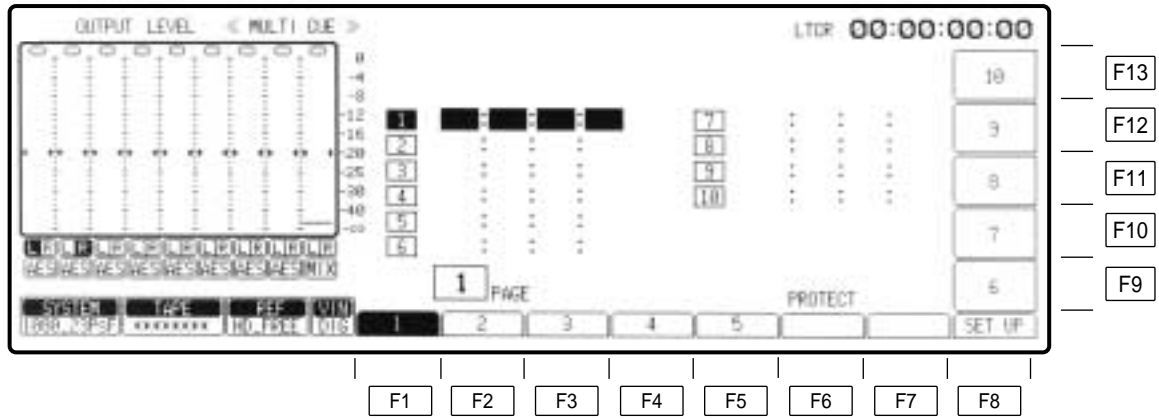 OUTPUT LEVEL ≪ MULTI CUE ≫
LTCR 00:00:00:00
0
-4
-8
-12
-16
-20
-25
-30
-40
-∞
1 : : :
2 : : :
3 : : :
4 : : :
5 : : :
6 : : :
7 : : :
8 : : :
9 : : :
10 : : :
10 F13
9 F12
8 F11
7 F10
6 F9
L R L R L R L R L R L R L R L R
AES AES AES AES AES AES AES MIX
1 PAGE
PROTECT
SYSTEM TAPE REF VIN
DIG
1 2 3 4 5 SET UP
F1 F2 F3 F4 F5 F6 F7 F8